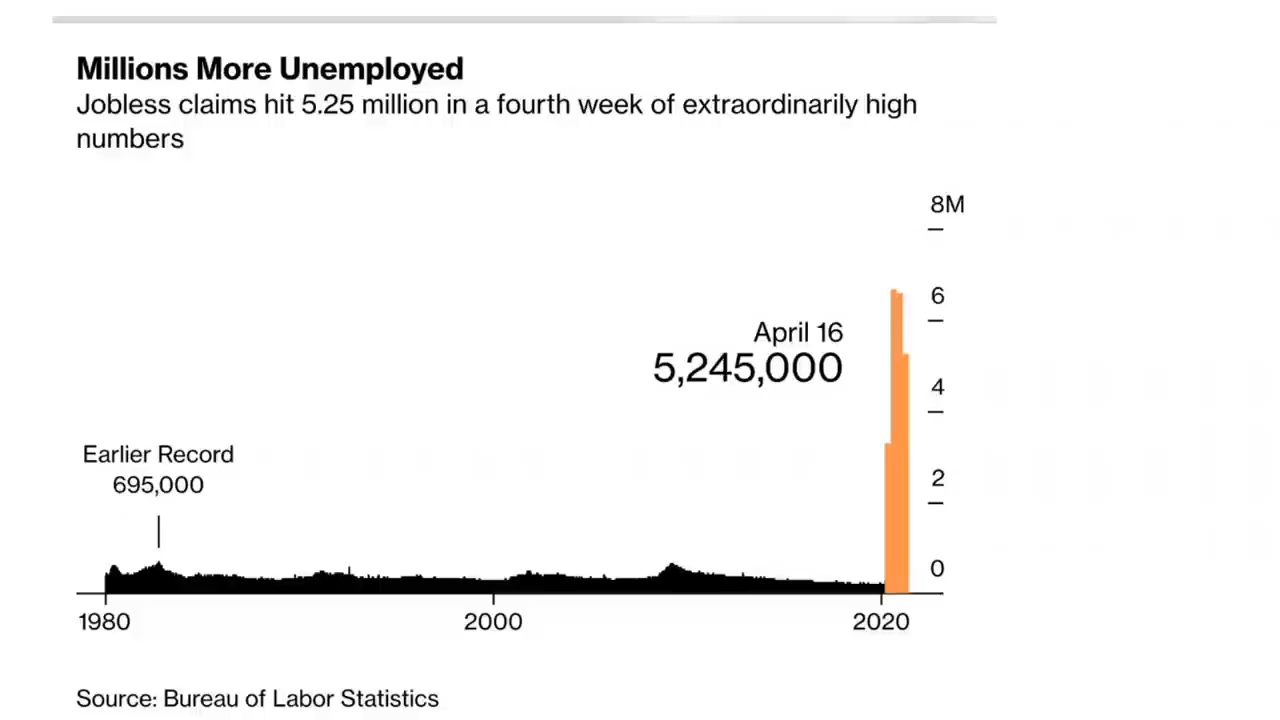 Millions More Unemployed
Jobless claims hit 5.25 million in a fourth week of extraordinarily high
numbers
8M
6
April 16
5,245,000
4
Earlier Record
695,000
2
0
1980
2000
2020
Source: Bureau of Labor Statistics